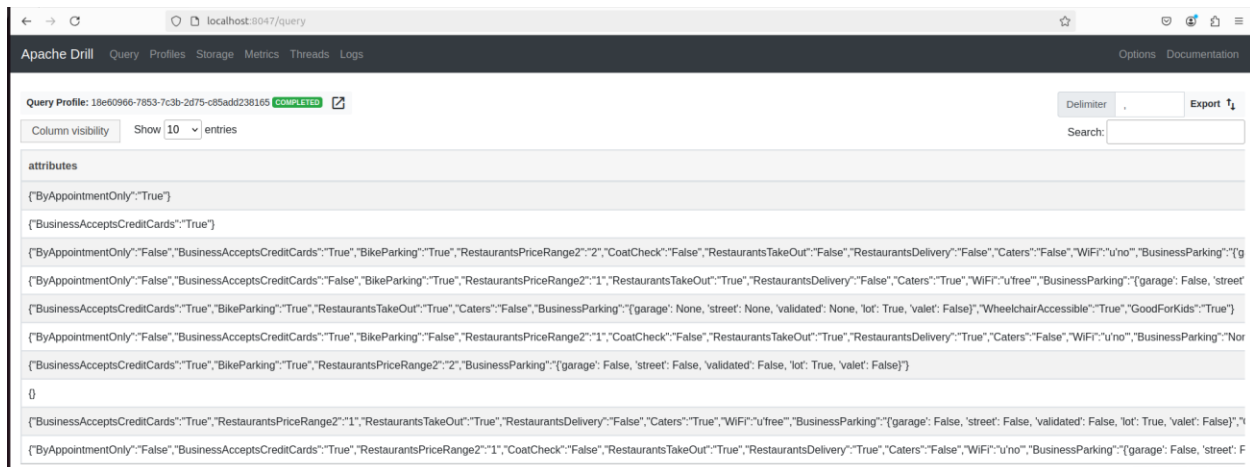 localhost:8047/query
Apache Drill Query Profiles Storage Metrics Threads Logs Options Documentation
Query Profile: 18e60966-7853-7c3b-2d75-c85add238165 COMPLETED Delimiter , Export
Column visibility Show 10 entries Search:
attributes
{"ByAppointmentOnly":"True"}
{"BusinessAcceptsCreditCards":"True"}
{"ByAppointmentOnly":"False","BusinessAcceptsCreditCards":"True","BikeParking":"True","RestaurantsPriceRange2":"2","CoatCheck":"False","RestaurantsTakeOut":"False","RestaurantsDelivery":"False","Caters":"False","WiFi":"u'no'","BusinessParking":"{'g
{"ByAppointmentOnly":"False","BusinessAcceptsCreditCards":"False","BikeParking":"True","RestaurantsPriceRange2":"1","RestaurantsTakeOut":"True","RestaurantsDelivery":"False","Caters":"True","WiFi":"u'free'","BusinessParking":"{'garage': False, 'street'
{"BusinessAcceptsCreditCards":"True","BikeParking":"True","RestaurantsTakeOut":"True","Caters":"False","BusinessParking":"{'garage': None, 'street': None, 'validated': None, 'lot': True, 'valet': False}","WheelchairAccessible":"True","GoodForKids":"True"}
{"ByAppointmentOnly":"False","BusinessAcceptsCreditCards":"True","BikeParking":"False","RestaurantsPriceRange2":"1","CoatCheck":"False","RestaurantsTakeOut":"True","RestaurantsDelivery":"True","Caters":"False","WiFi":"u'no'","BusinessParking":"Nor
{"BusinessAcceptsCreditCards":"True","BikeParking":"True","RestaurantsPriceRange2":"2","BusinessParking":"{'garage': False, 'street': False, 'validated': False, 'lot': True, 'valet': False}"}
{}
{"BusinessAcceptsCreditCards":"True","RestaurantsPriceRange2":"1","RestaurantsTakeOut":"True","RestaurantsDelivery":"False","Caters":"True","WiFi":"u'free'","BusinessParking":"{'garage': False, 'street': False, 'validated': False, 'lot': True, 'valet': False}","
{"ByAppointmentOnly":"False","BusinessAcceptsCreditCards":"True","RestaurantsPriceRange2":"1","CoatCheck":"False","RestaurantsTakeOut":"True","RestaurantsDelivery":"True","Caters":"False","WiFi":"u'no'","BusinessParking":"{'garage': False, 'street': F